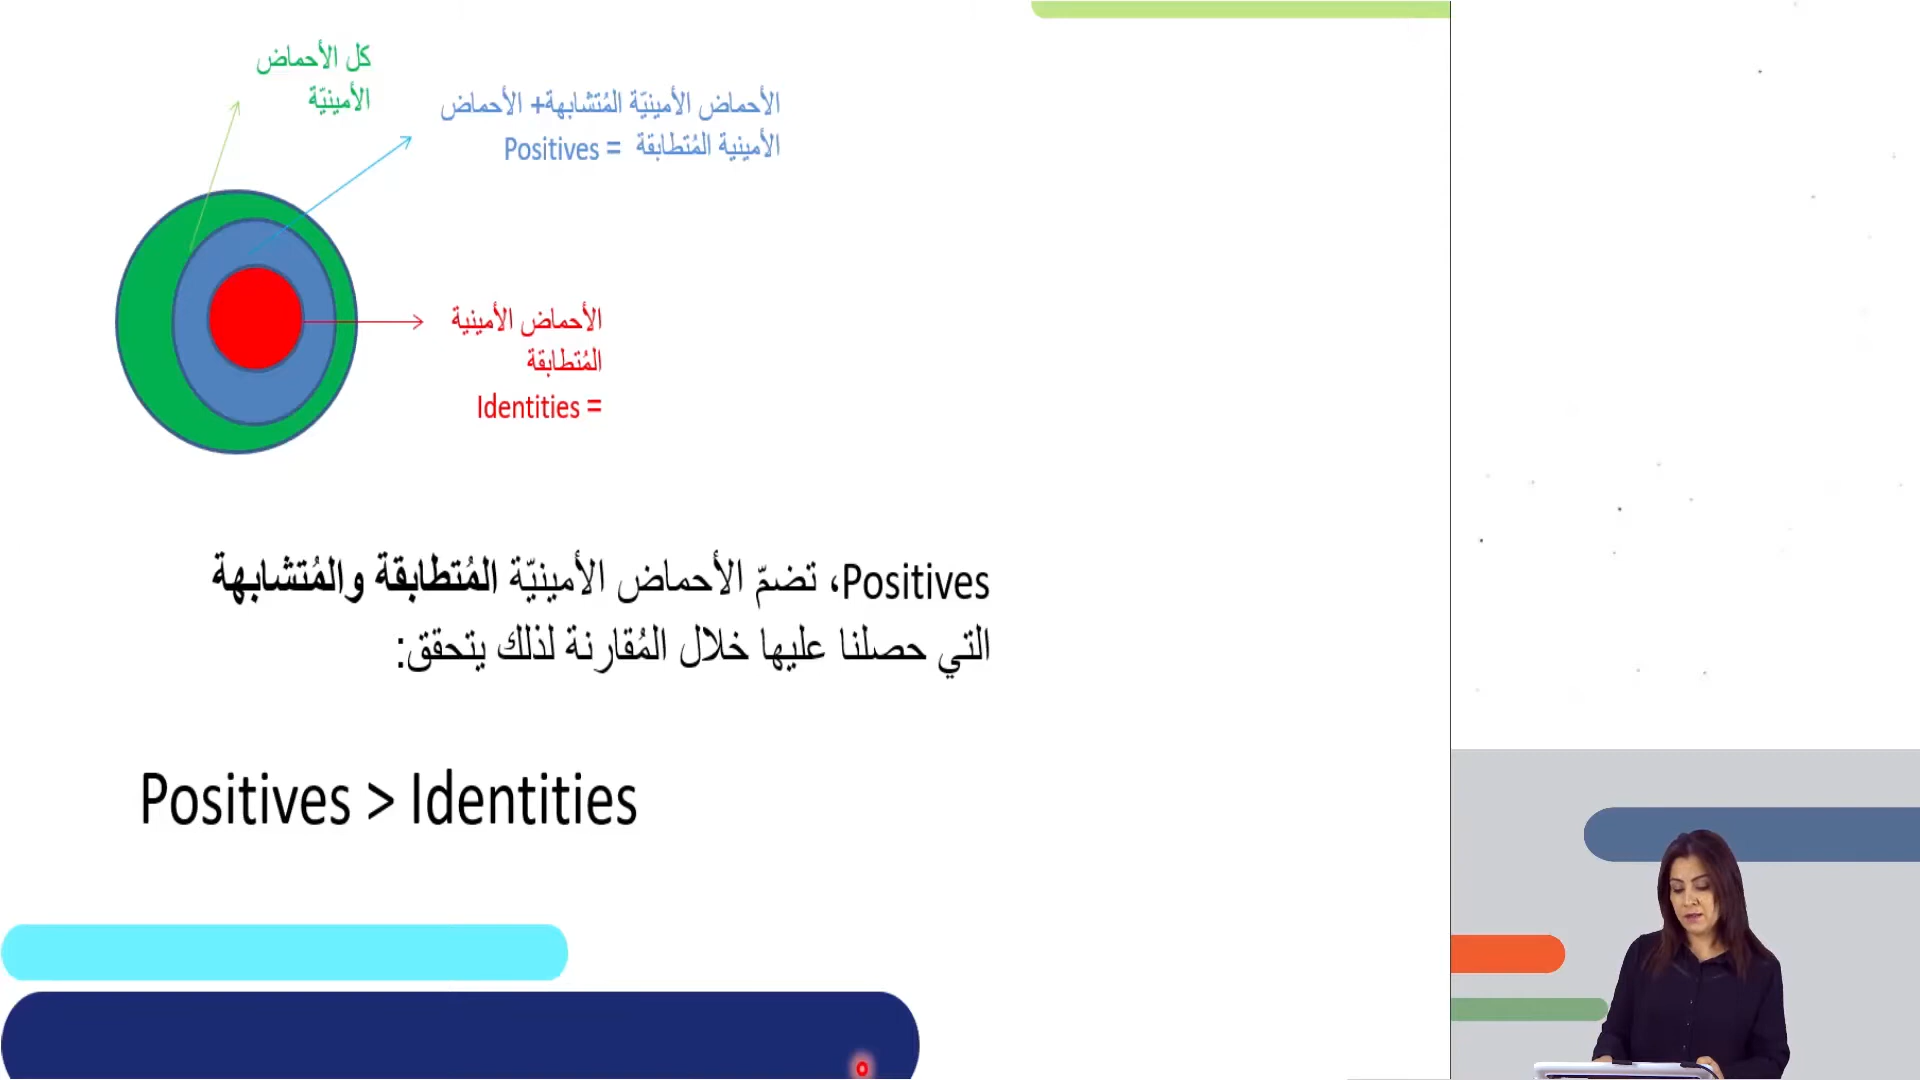 كل الأحماض
الأمينيّة
الأحماض الأمينيّة المُتشابهة+ الأحماض
الأمينية المُتطابقة = Positives
الأحماض الأمينية
المُتطابقة
Identities =
Positives، تضمّ الأحماض الأمينيّة المُتطابقة والمُتشابهة
التي حصلنا عليها خلال المُقارنة لذلك يتحقق:
Positives > Identities